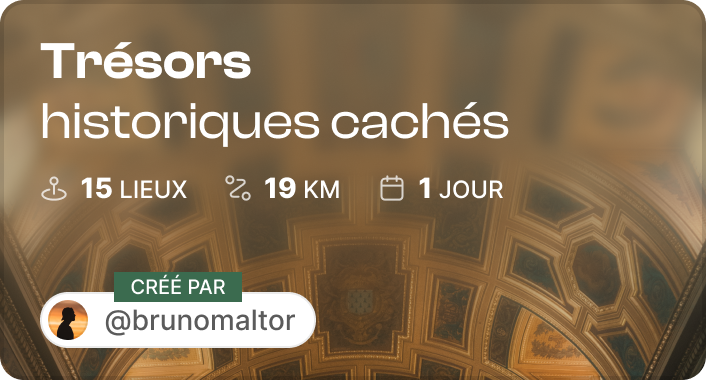 Trésors
historiques cachés
15 LIEUX 19 KM 1 JOUR
CRÉÉ PAR
@brunomaltor